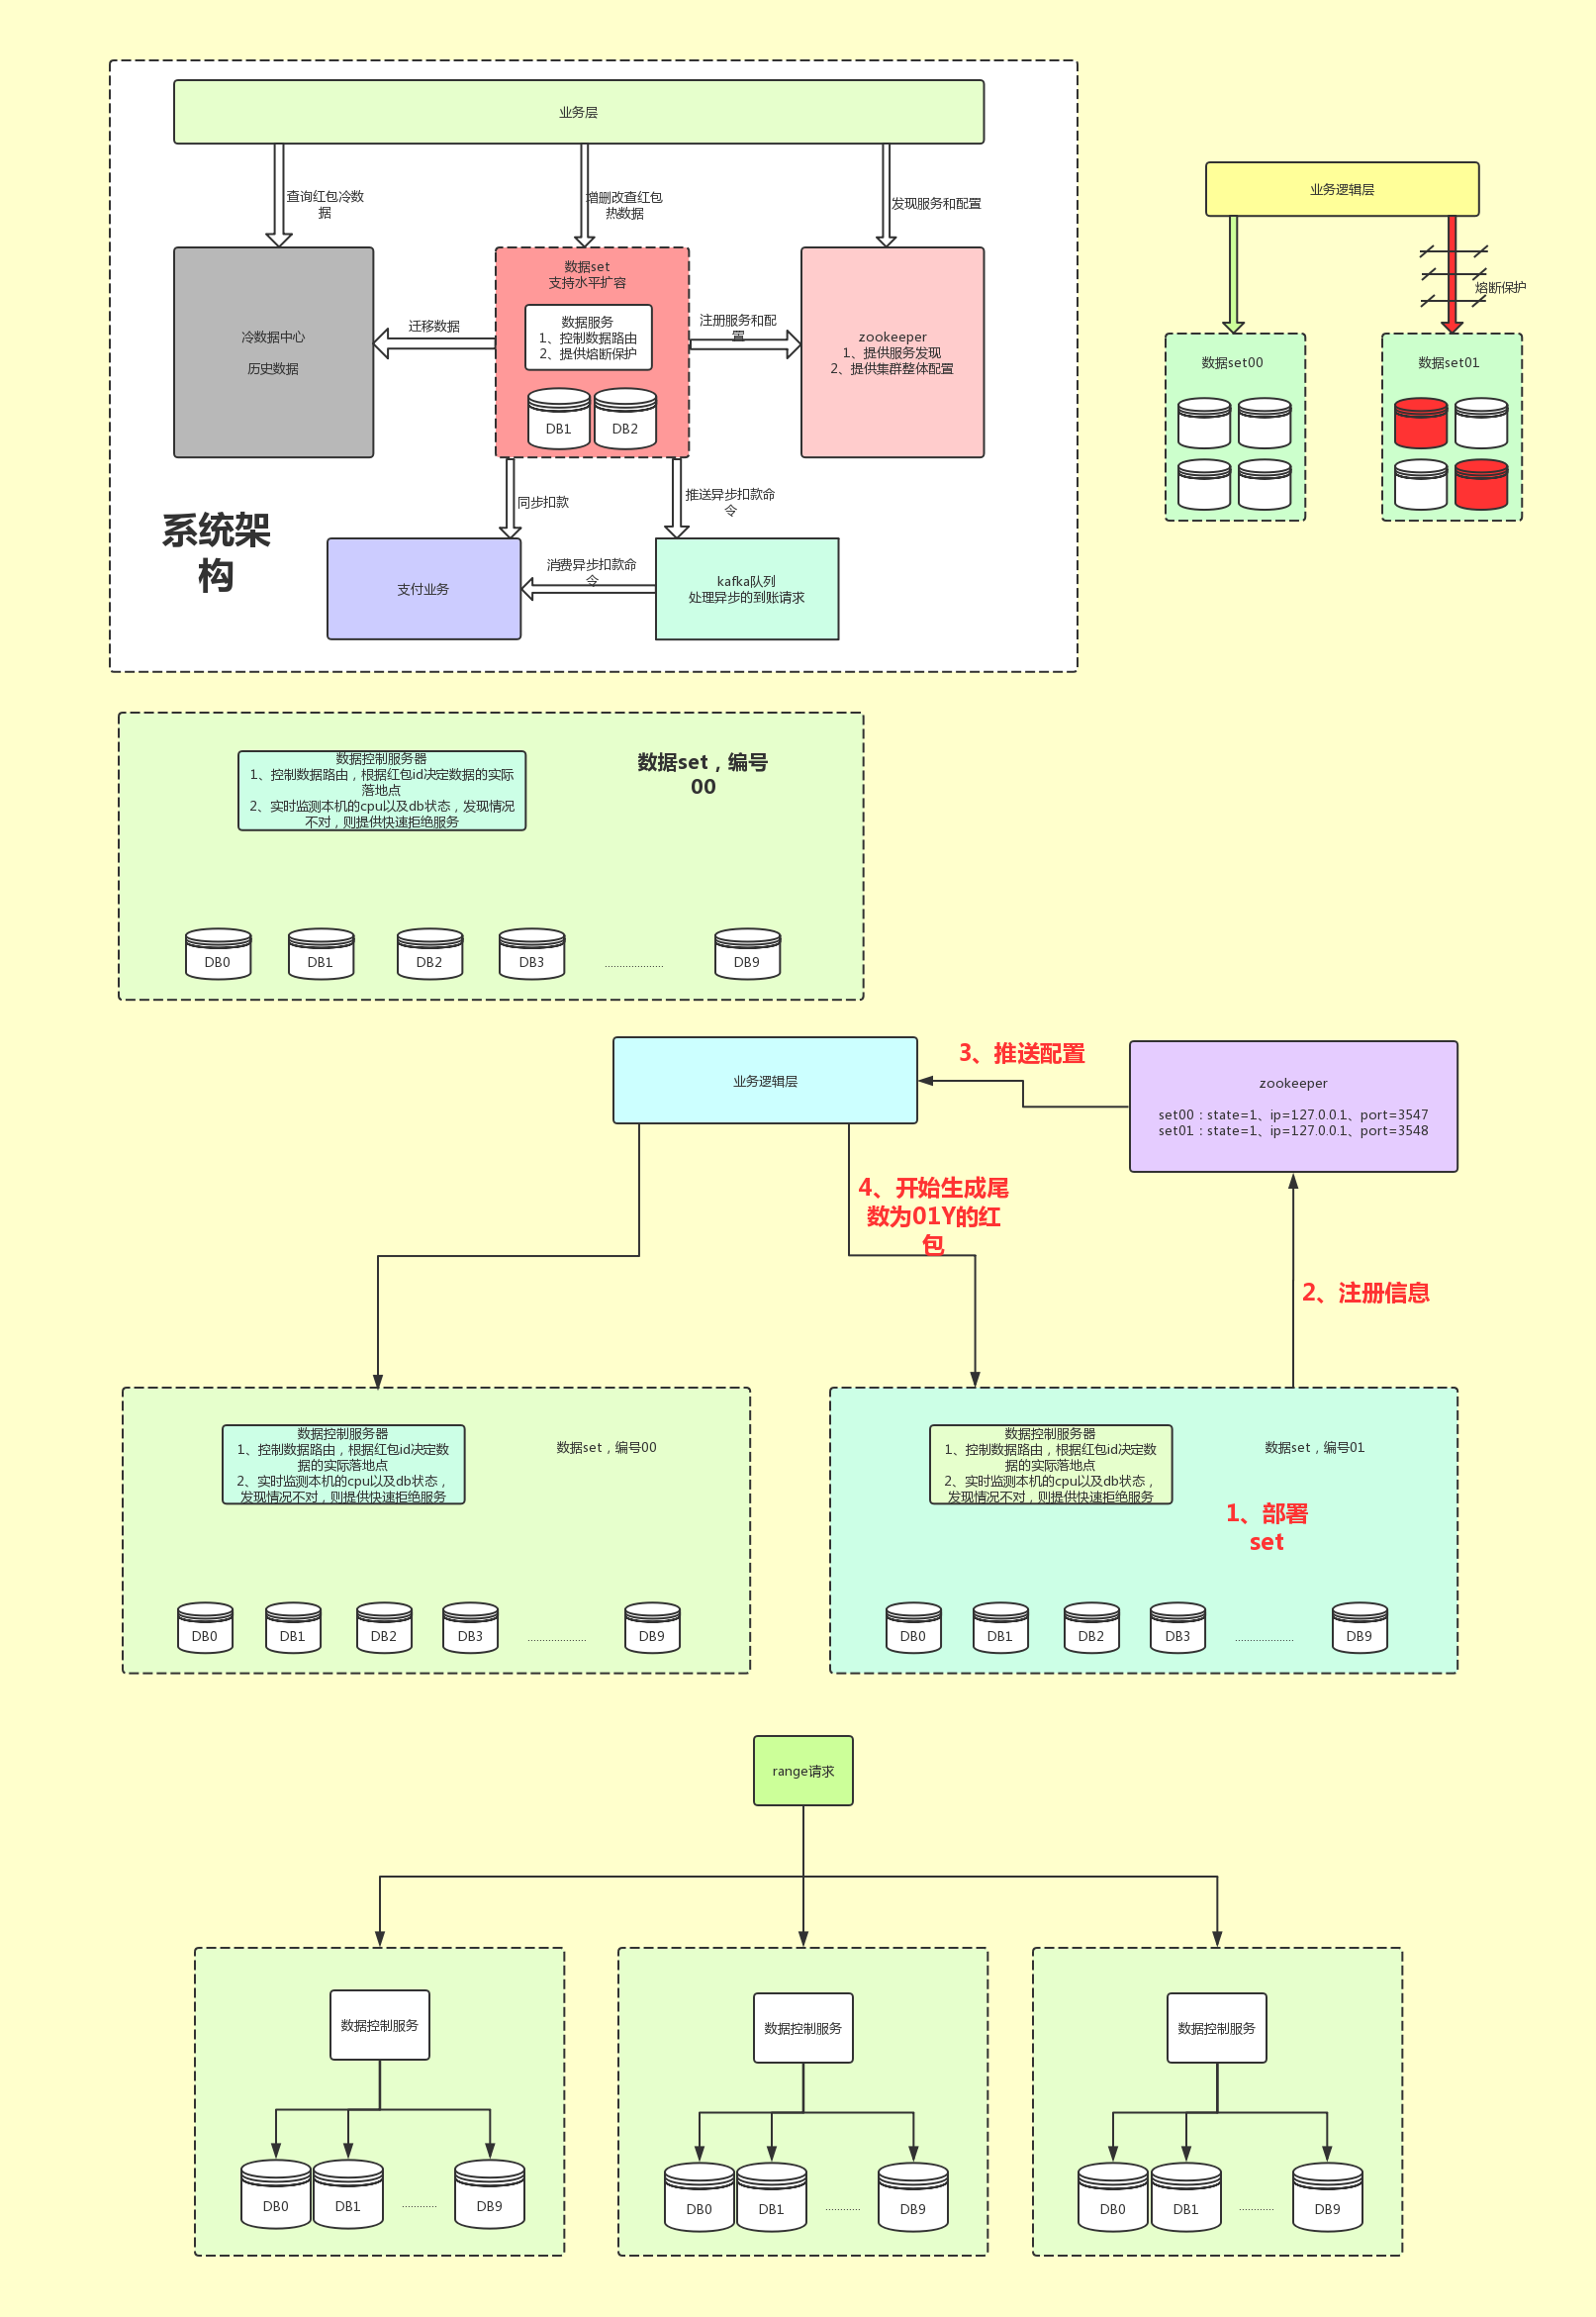 业务层
查询红包冷数
据
增删改查红包
热数据
发现服务和配置
冷数据中心
历史数据
迁移数据
数据set
支持水平扩容
数据服务
1、控制数据路由
2、提供熔断保护
DB1
DB2
注册服务和配
置
zookeeper
1、提供服务发现
2、提供集群整体配置
同步扣款
推送异步扣款命
令
系统架
构
支付业务
消费异步扣款命
令
kafka队列
处理异步的到账请求
业务逻辑层
熔断保护
数据set00
数据set01
数据控制服务器
1、控制数据路由，根据红包id决定数据的实际
落地点
2、实时监测本机的cpu以及db状态，发现情况
不对，则提供快速拒绝服务
数据set，编号
00
DB0
DB1
DB2
DB3
....................
DB9
业务逻辑层
3、推送配置
zookeeper
set00：state=1、ip=127.0.0.1、port=3547
set01：state=1、ip=127.0.0.1、port=3548
4、开始生成尾
数为01Y的红
包
2、注册信息
数据控制服务器
1、控制数据路由，根据红包id决定数
据的实际落地点
2、实时监测本机的cpu以及db状态，
发现情况不对，则提供快速拒绝服务
数据set，编号00
DB0
DB1
DB2
DB3
....................
DB9
数据控制服务器
1、控制数据路由，根据红包id决定数
据的实际落地点
2、实时监测本机的cpu以及db状态，
发现情况不对，则提供快速拒绝服务
数据set，编号01
1、部署
set
DB0
DB1
DB2
DB3
....................
DB9
range请求
数据控制服务
DB0
DB1
............
DB9
数据控制服务
DB0
DB1
............
DB9
数据控制服务
DB0
DB1
............
DB9